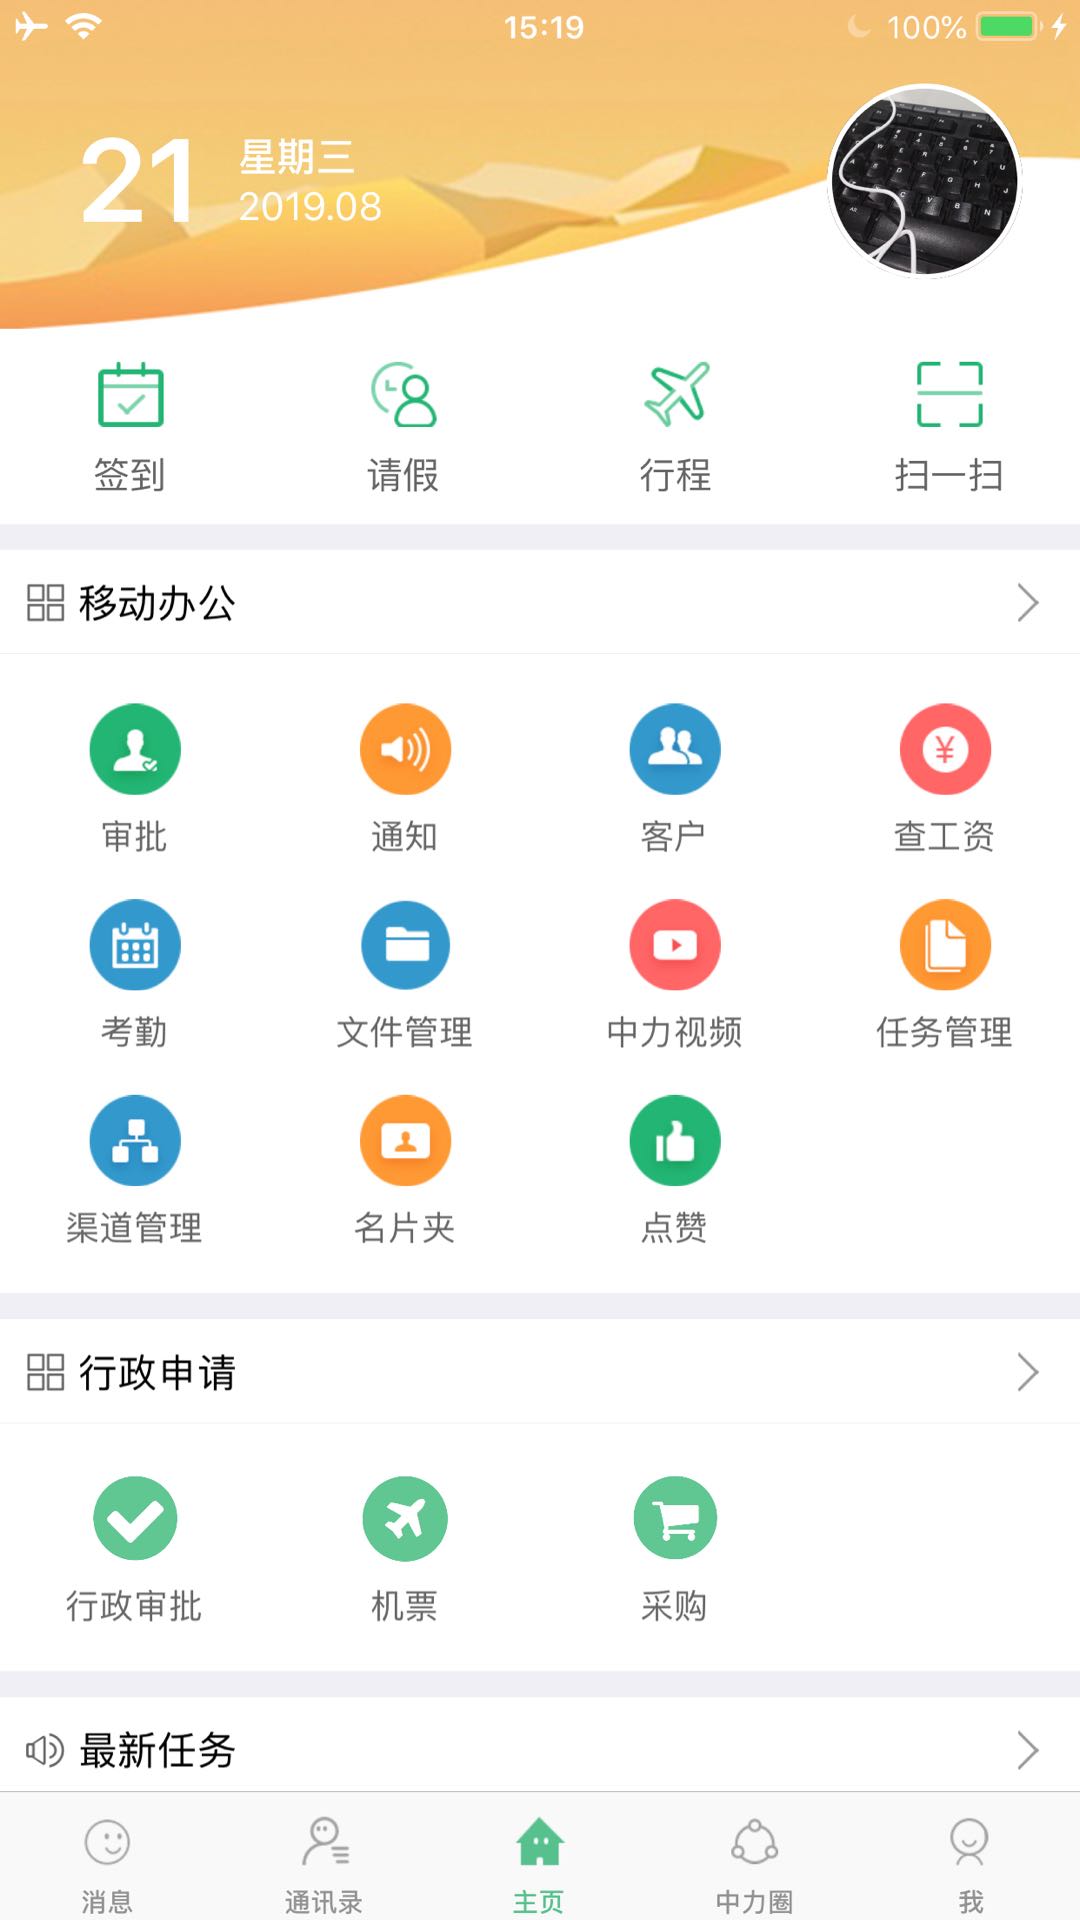 15:19
100%
21
星期三
2019.08
签到 请假 行程 扫一扫
移动办公
审批 通知 客户 查工资
考勤 文件管理 中力视频 任务管理
渠道管理 名片夹 点赞
行政申请
行政审批 机票 采购
最新任务
消息 通讯录 主页 中力圈 我